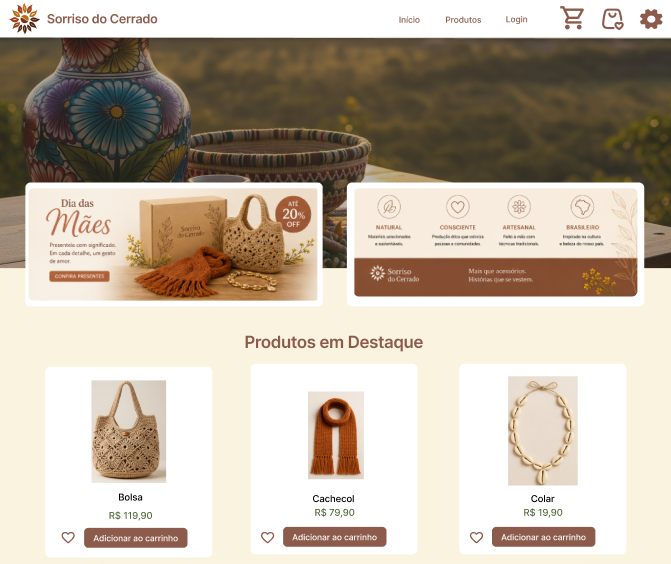 Sorriso do Cerrado
Início
Produtos
Login
Dia das
Mães
Presenteie com significado.
Em cada detalhe, um gesto
de amor.
CONFIRA PRESENTES
Sorriso
do Cerrado
ATÉ
20%
OFF
NATURAL
Materiais selecionados
e sustentáveis.
CONSCIENTE
Produção ética que valoriza
pessoas e comunidades.
ARTESANAL
Feito à mão com
técnicas tradicionais.
BRASILEIRO
Inspirado na cultura
e beleza do nosso país.
Sorriso
do Cerrado
Mais que acessórios.
Histórias que se vestem.
Produtos em Destaque
Bolsa
R$ 119,90
Adicionar ao carrinho
Cachecol
R$ 79,90
Adicionar ao carrinho
Colar
R$ 19,90
Adicionar ao carrinho